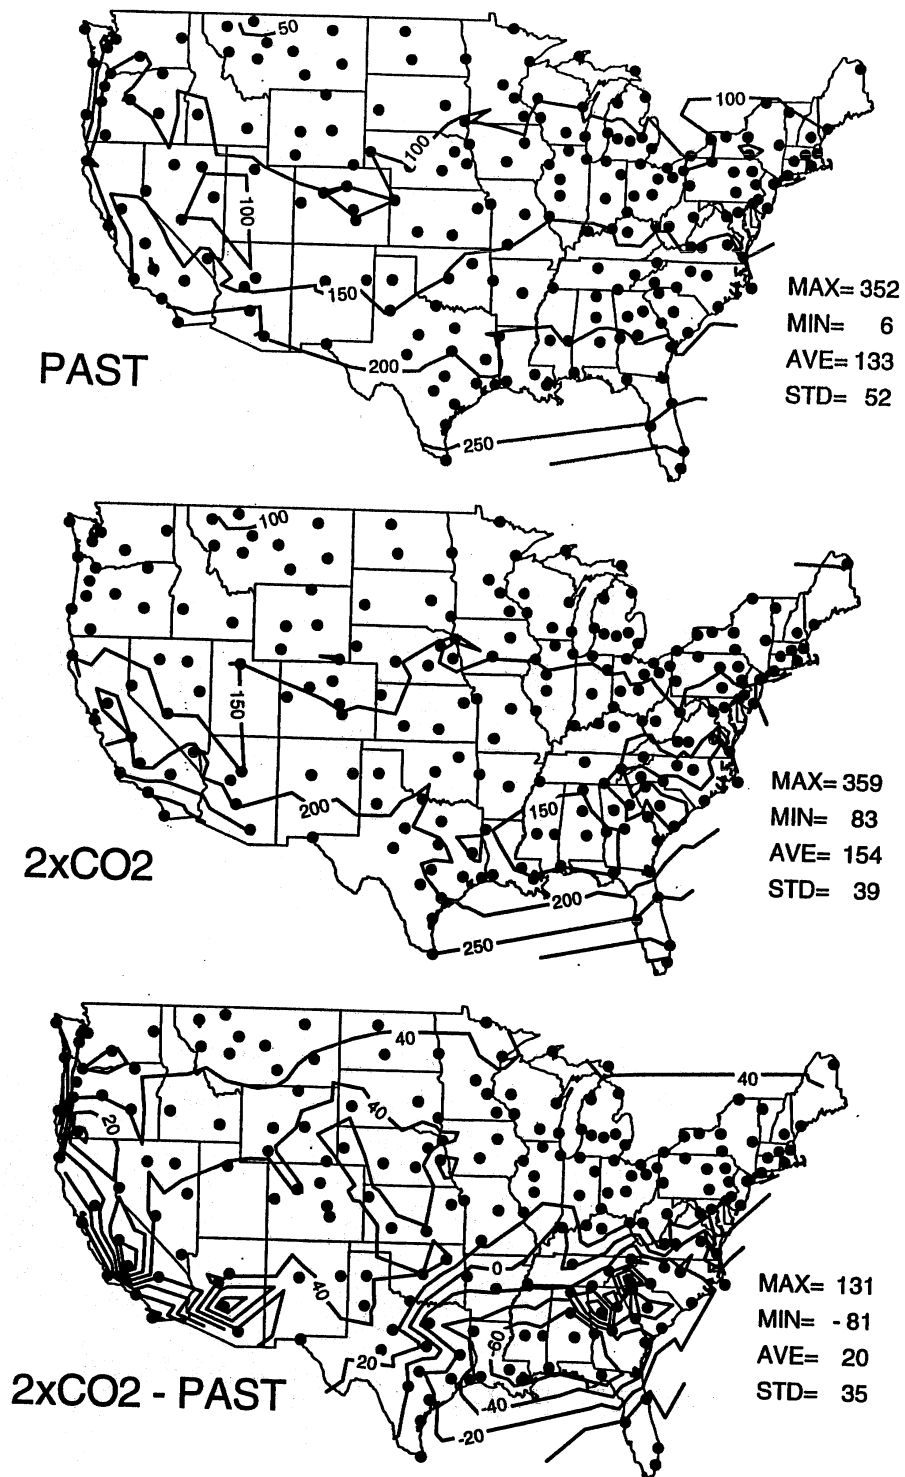 50
100
100
100
150
200
250
PAST
MAX= 352
MIN= 6
AVE= 133
STD= 52
100
150
200
150
200
250
2xCO2
MAX= 359
MIN= 83
AVE= 154
STD= 39
40
40
40
20
0
40
20
-60
-40
-20
2xCO2 - PAST
MAX= 131
MIN= - 81
AVE= 20
STD= 35